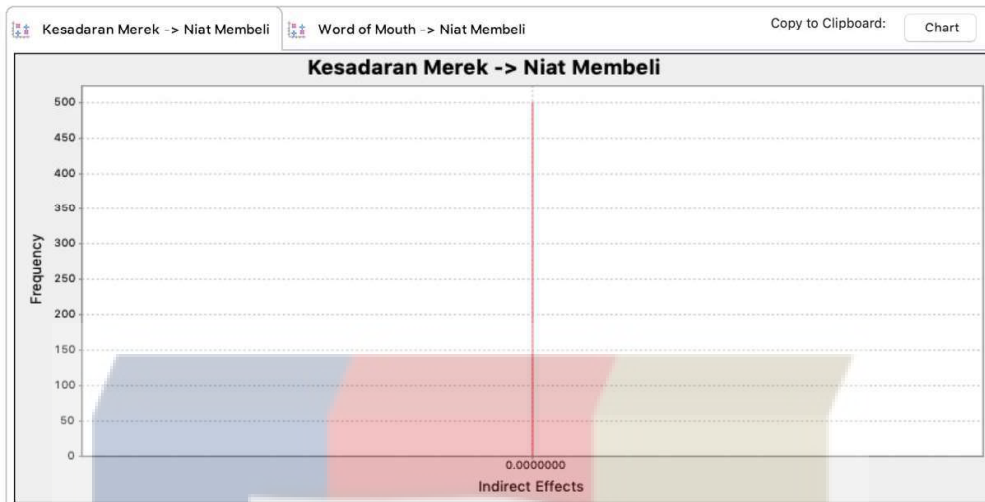 Kesadaran Merek -> Niat Membeli
Word of Mouth -> Niat Membeli
Copy to Clipboard:
Chart
Kesadaran Merek -> Niat Membeli
500
450
400
350
300
250
200
150
100
50
0
Frequency
0.0000000
Indirect Effects